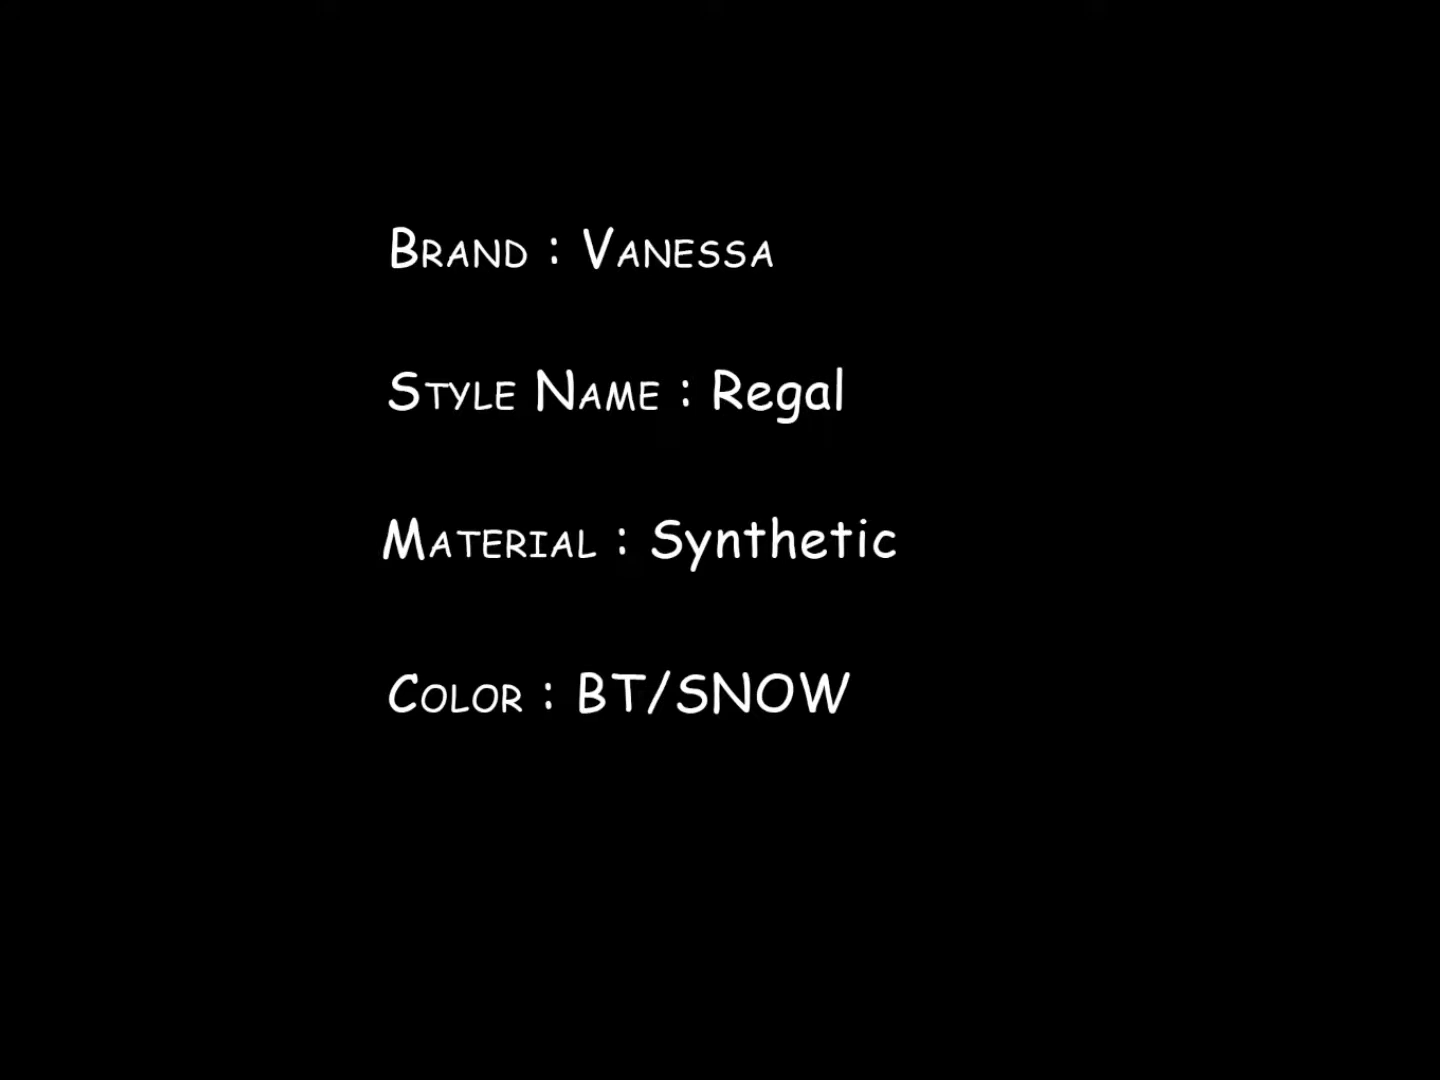 Brand : Vanessa
Style Name : Regal
Material : Synthetic
Color : BT/SNOW